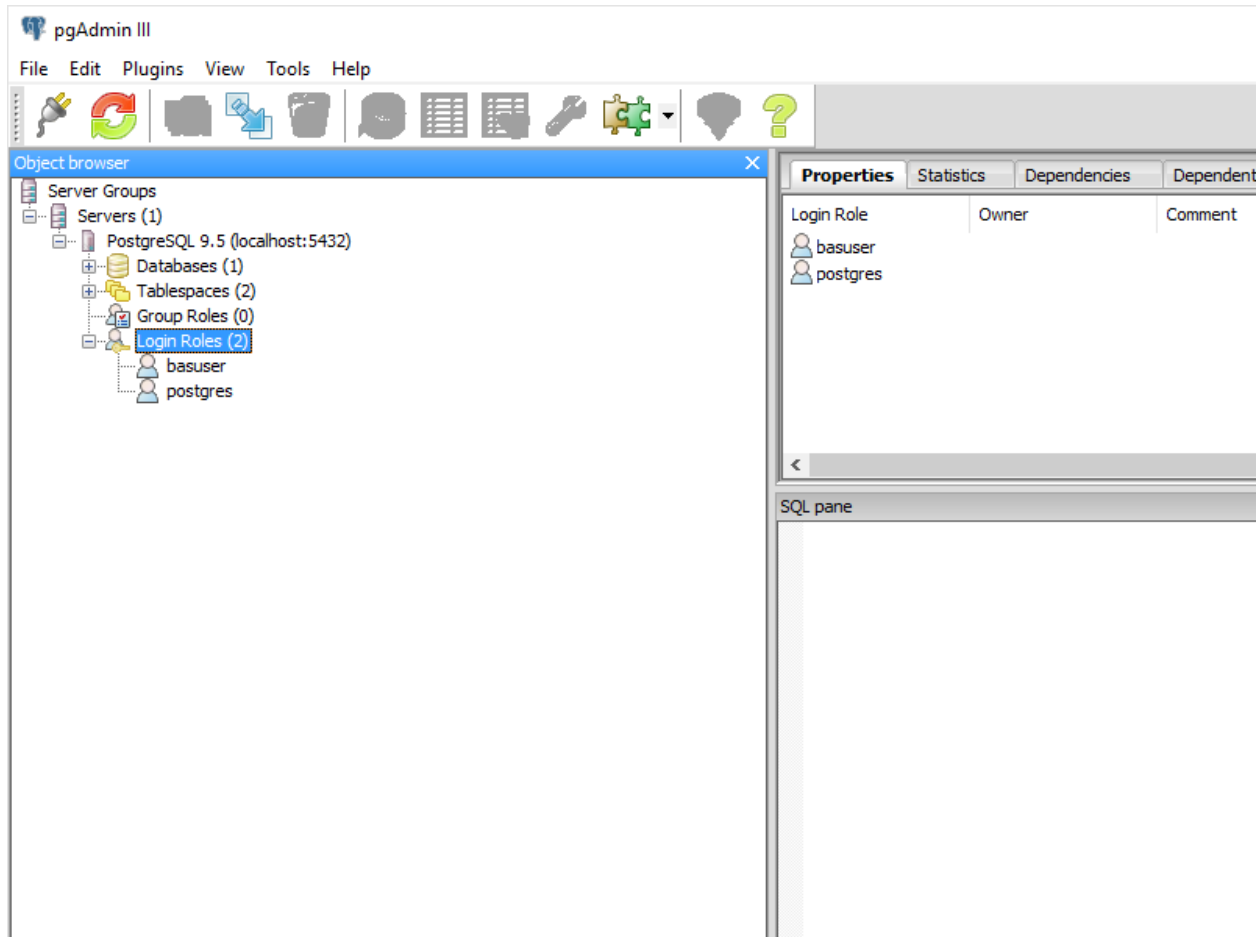 pgAdmin III
File Edit Plugins View Tools Help
Object browser
Server Groups
Servers (1)
PostgreSQL 9.5 (localhost:5432)
Databases (1)
Tablespaces (2)
Group Roles (0)
Login Roles (2)
basuser
postgres
Properties Statistics Dependencies Dependent
Login Role Owner Comment
basuser
postgres
SQL pane